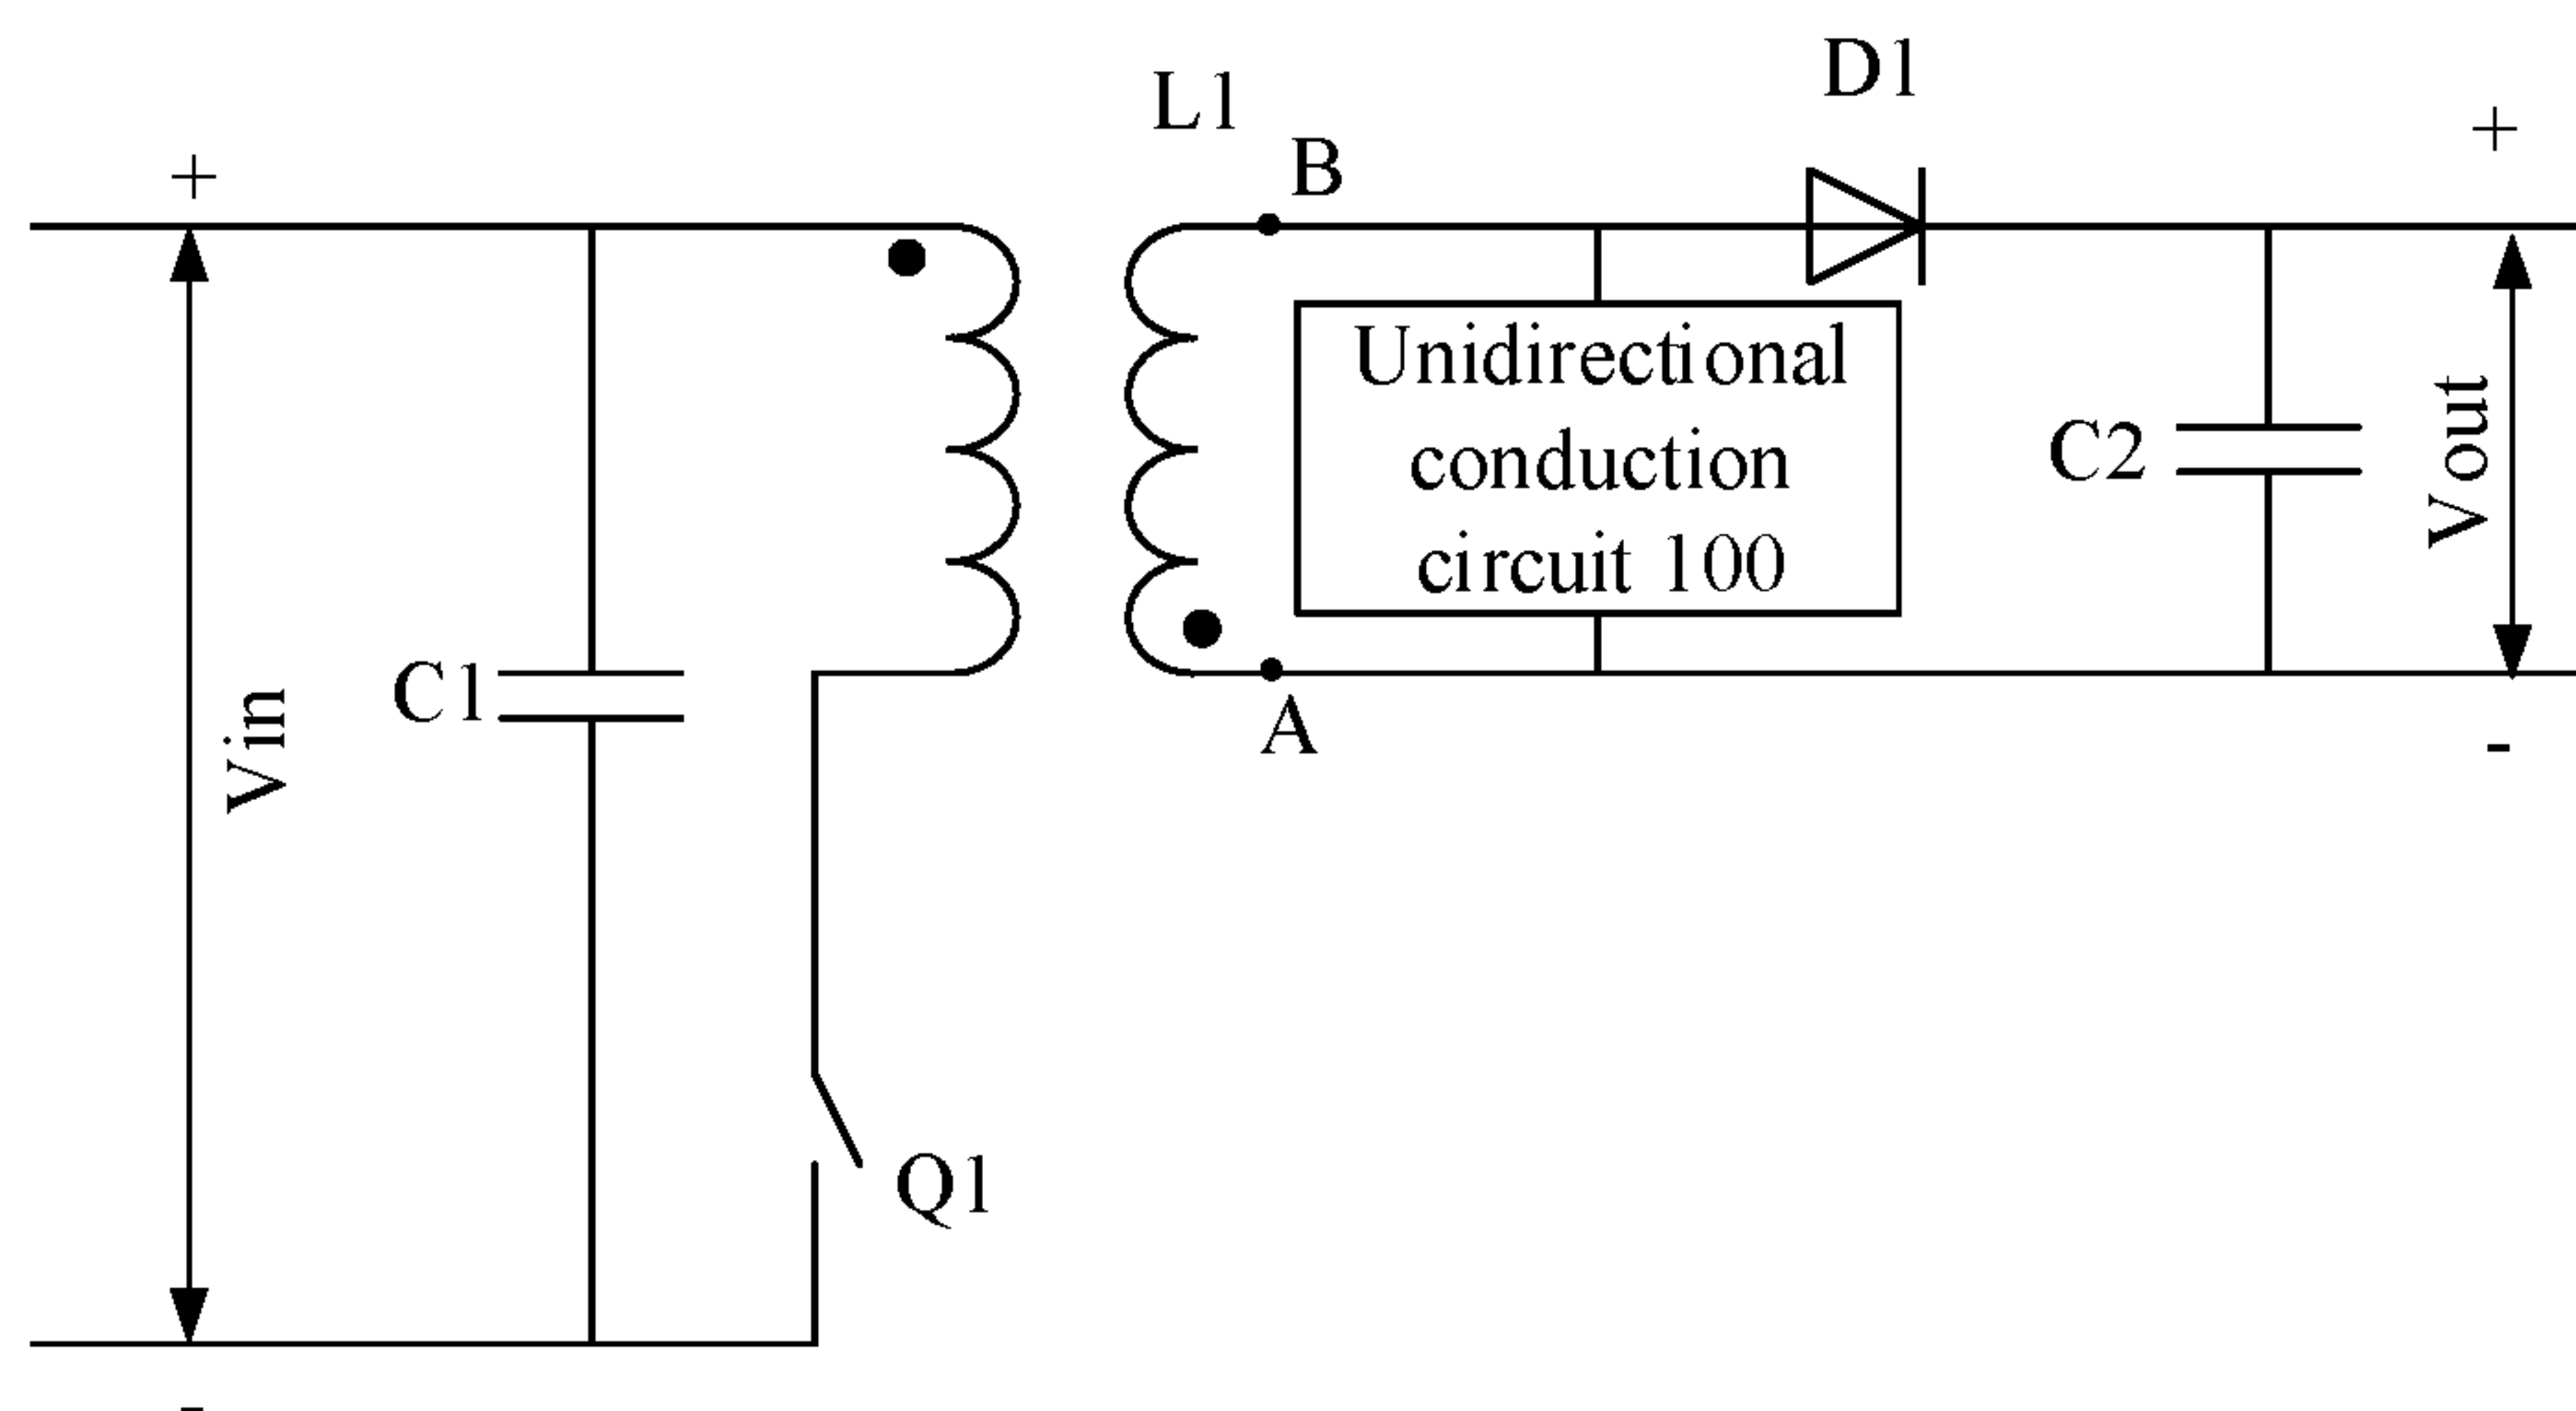 D1
L1
B
+
+
Unidirectional
conduction
circuit 100
C2
Vout
C1
Vin
A
-
Q1
-